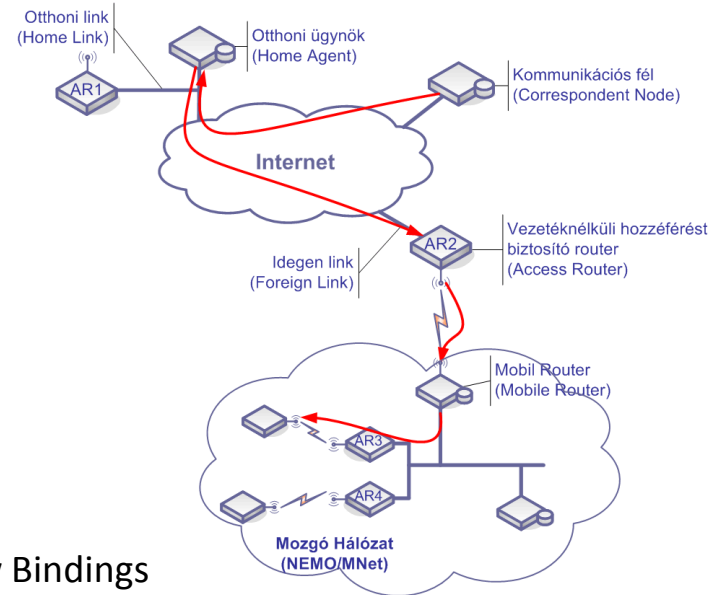 Otthoni link
(Home Link)
Otthoni ügynök
(Home Agent)
AR1
Kommunikációs fél
(Correspondent Node)
Internet
AR2
Vezetéknélküli hozzéférést
biztosító router
(Access Router)
Idegen link
(Foreign Link)
Mobil Router
(Mobile Router)
AR3
AR4
Mozgó Hálózat
(NEMO/MNet)
Bindings